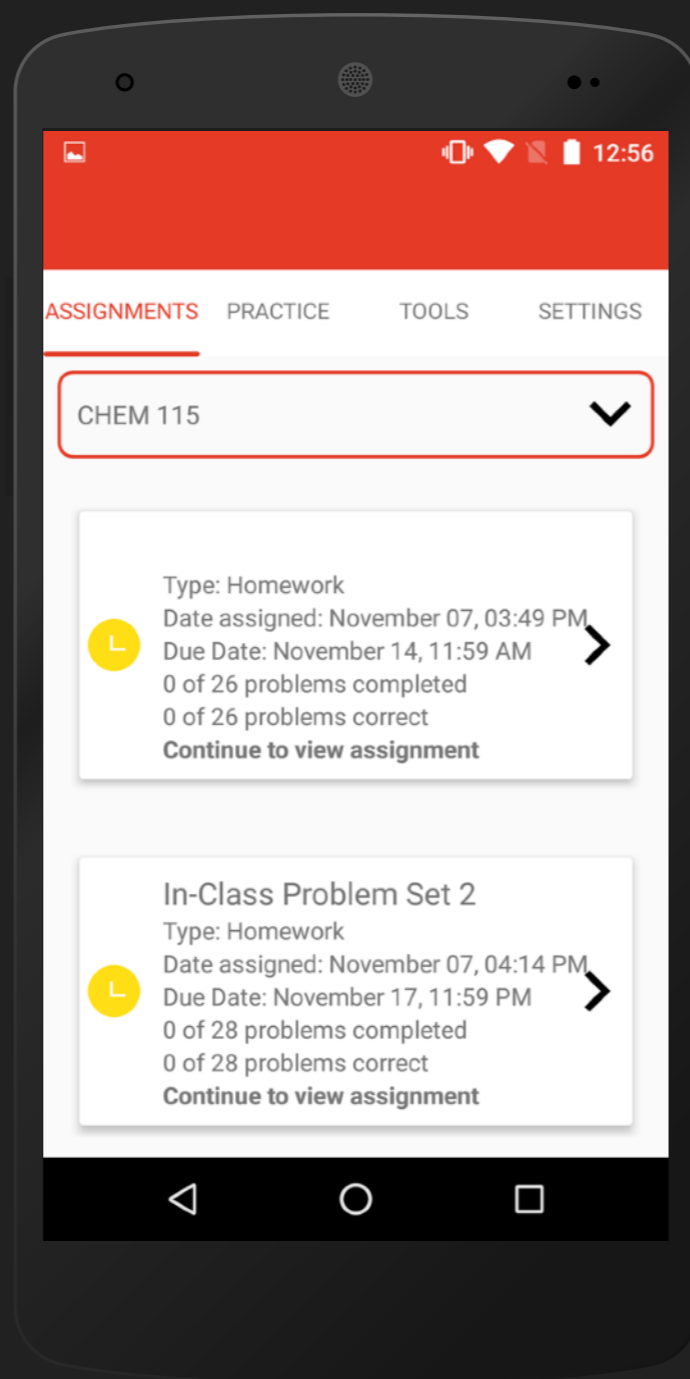 12:56
ASSIGNMENTS PRACTICE TOOLS SETTINGS
CHEM 115
Type: Homework
Date assigned: November 07, 03:49 PM
Due Date: November 14, 11:59 AM
0 of 26 problems completed
0 of 26 problems correct
Continue to view assignment
In-Class Problem Set 2
Type: Homework
Date assigned: November 07, 04:14 PM
Due Date: November 17, 11:59 PM
0 of 28 problems completed
0 of 28 problems correct
Continue to view assignment